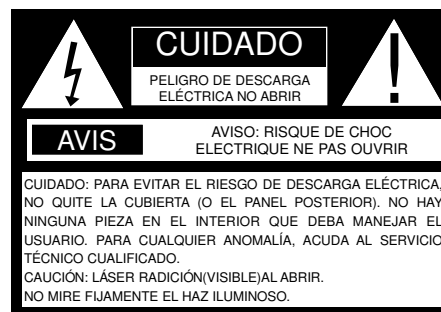 CUIDADO
PELIGRO DE DESCARGA
ELÉCTRICA NO ABRIR
!
AVIS
AVISO: RISQUE DE CHOC
ELECTRIQUE NE PAS OUVRIR
CUIDADO: PARA EVITAR EL RIESGO DE DESCARGA ELÉCTRICA,
NO QUITE LA CUBIERTA (O EL PANEL POSTERIOR). NO HAY
NINGUNA PIEZA EN EL INTERIOR QUE DEBA MANEJAR EL
USUARIO. PARA CUALQUIER ANOMALÍA, ACUDA AL SERVICIO
TÉCNICO CUALIFICADO.
CAUCIÓN: LÁSER RADICIÓN(VISIBLE)AL ABRIR.
NO MIRE FIJAMENTE EL HAZ ILUMINOSO.